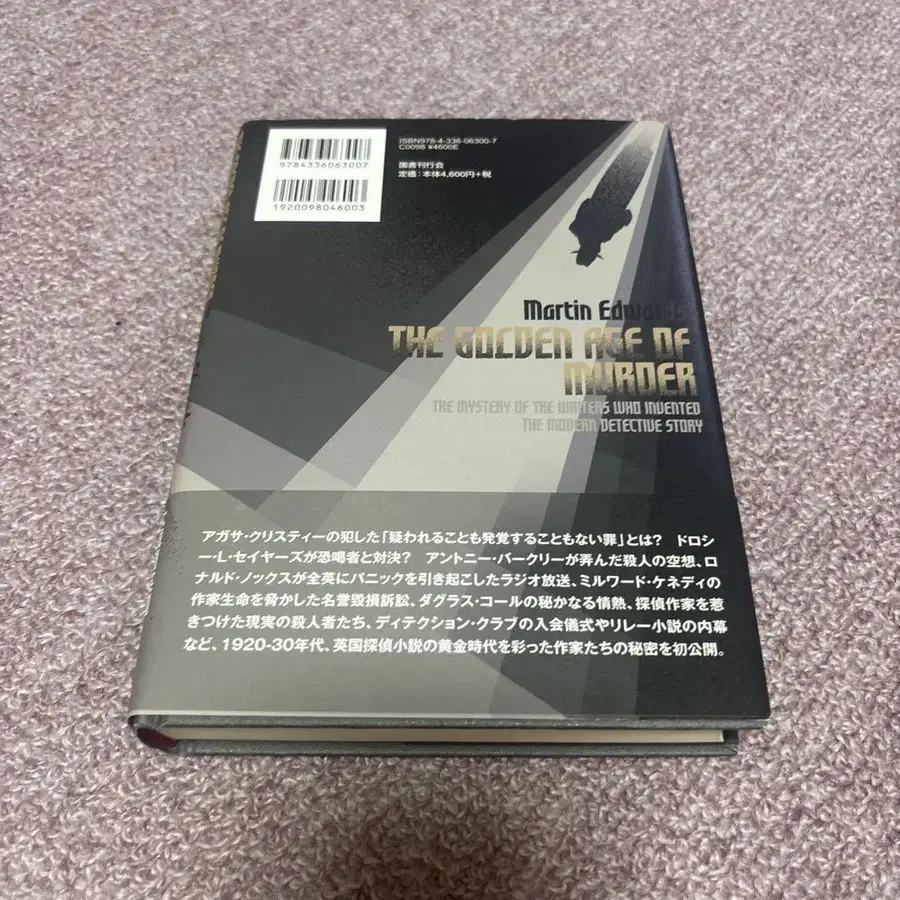 9784336063007
1920098046003
ISBN978-4-336-06300-7
C0098 ¥4600E
国書刊行会
定価:本体4,600円+税
Martin Edwards
THE GOLDEN AGE OF
MURDER
THE MYSTERY OF THE WRITERS WHO INVENTED
THE MODERN DETECTIVE STORY
アガサ・クリスティーの犯した「疑われることも発覚することもない罪」とは? ドロシ
ー・L・セイヤーズが恐喝者と対決? アントニー・バークリーが弄んだ殺人の空想、ロ
ナルド・ノックスが全英にパニックを引き起こしたラジオ放送、ミルワード・ケネディの
作家生命を脅かした名誉毀損訴訟、ダグラス・コールの秘かなる情熱、探偵作家を惹
きつけた現実の殺人者たち、ディテクション・クラブの入会儀式やリレー小説の内幕
など、1920-30年代、英国探偵小説の黄金時代を彩った作家たちの秘密を初公開。